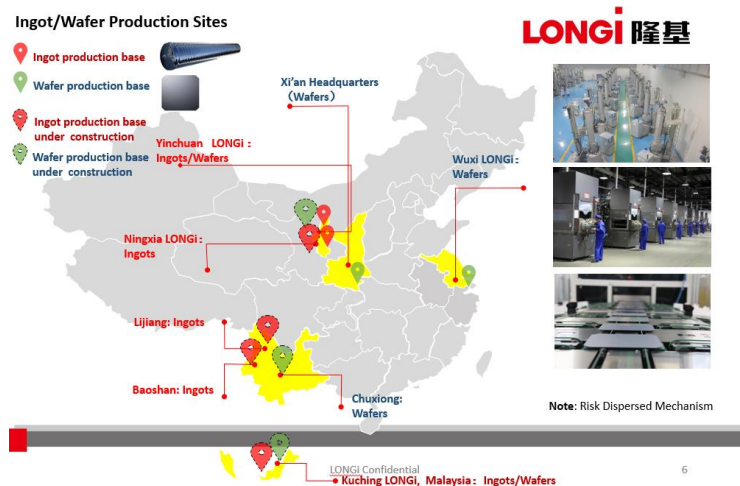 Ingot/Wafer Production Sites
LONGi 隆基
Ingot production base
Wafer production base
Ingot production base
under construction
Wafer production base
under construction
Xi'an Headquarters
（Wafers）
Yinchuan LONGi：
Ingots/Wafers
Wuxi LONGi：
Wafers
Ningxia LONGi：
Ingots
Lijiang: Ingots
Baoshan: Ingots
Chuxiong:
Wafers
Note: Risk Dispersed Mechanism
LONGi Confidential
6
Kuching LONGi, Malaysia： Ingots/Wafers